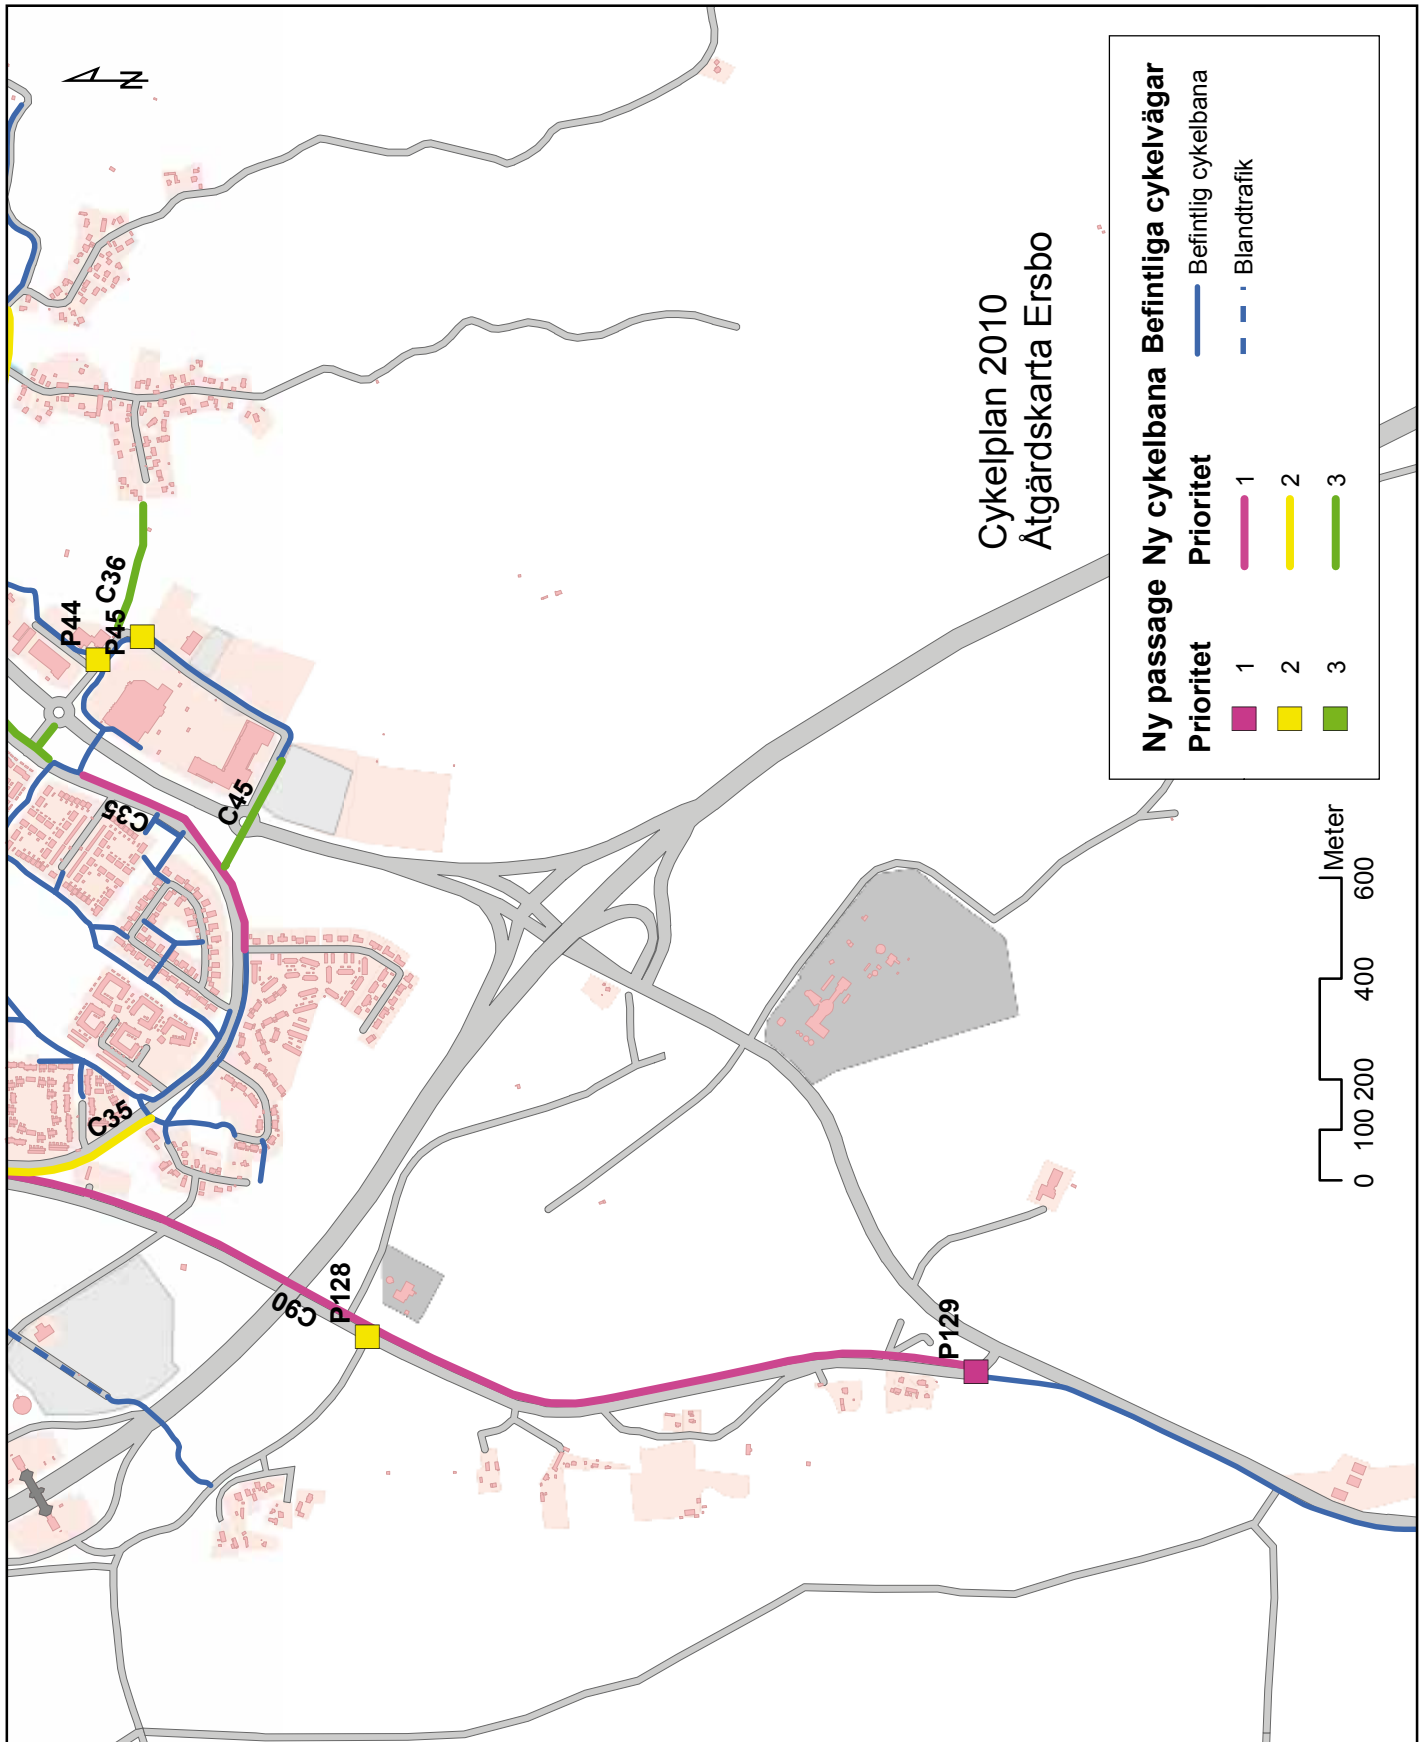 N
P44
P45
C36
C35
C45
C35
C90
P128
P129
Cykelplan 2010
Åtgärdskarta Ersbo
Ny passage Ny cykelbana Befintliga cykelvägar
Prioritet Prioritet
1 1 Befintlig cykelbana
2 2 Blandtrafik
3 3
Meter
0 100 200 400 600